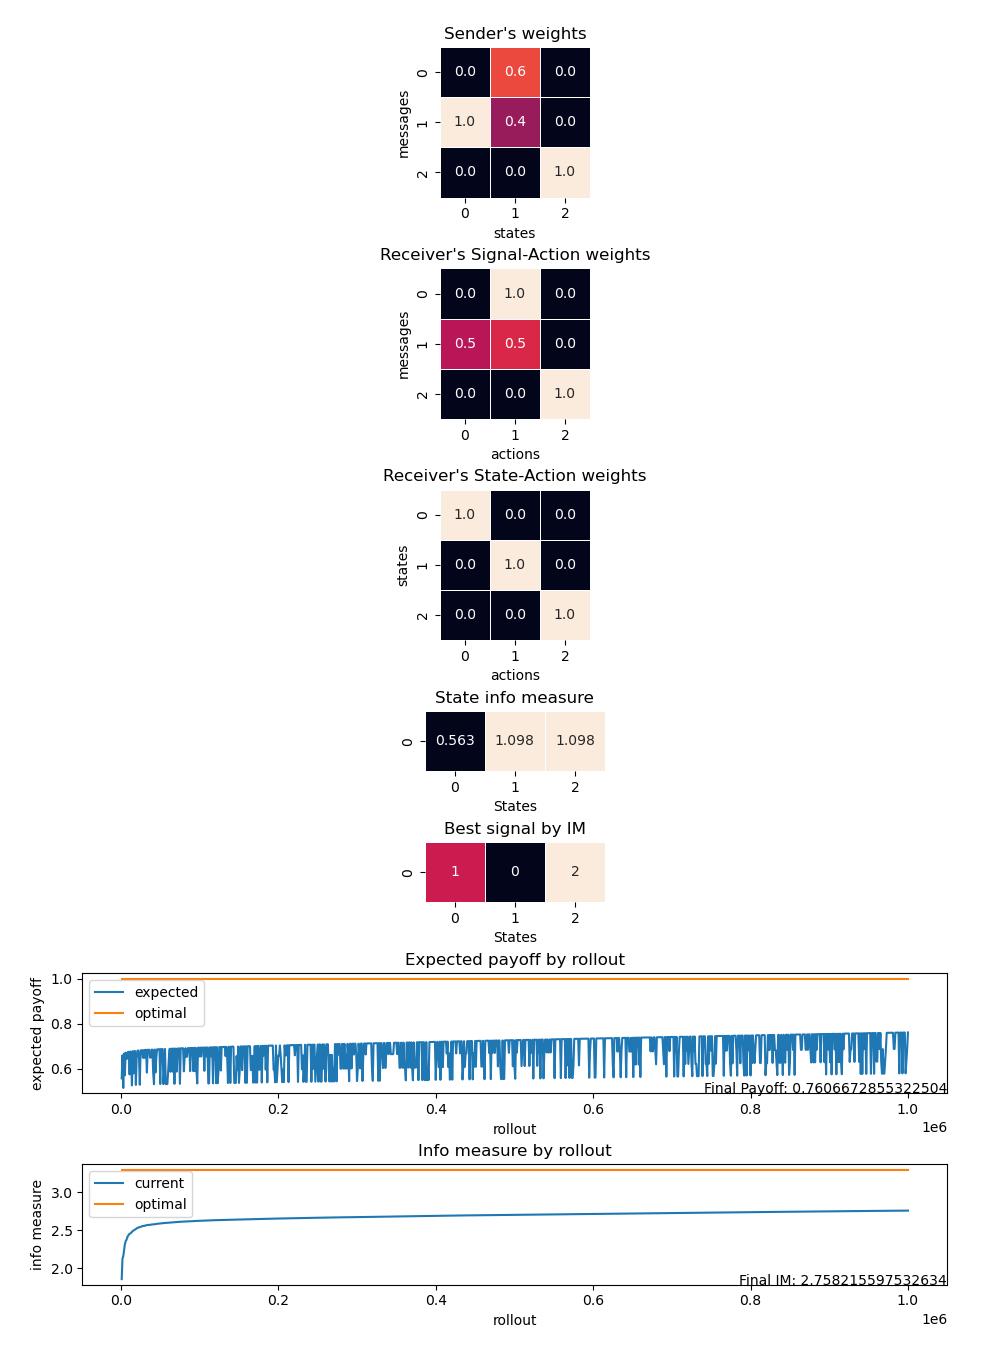 Sender's weights
0 0.0 0.6 0.0
1 1.0 0.4 0.0
2 0.0 0.0 1.0
messages
0 1 2
states
Receiver's Signal-Action weights
0 0.0 1.0 0.0
1 0.5 0.5 0.0
2 0.0 0.0 1.0
messages
0 1 2
actions
Receiver's State-Action weights
0 1.0 0.0 0.0
1 0.0 1.0 0.0
2 0.0 0.0 1.0
states
0 1 2
actions
State info measure
0 0.563 1.098 1.098
0 1 2
States
Best signal by IM
0 1 0 2
0 1 2
States
Expected payoff by rollout
expected payoff
1.0
0.8
0.6
expected
optimal
Final Payoff: 0.7606672855322504
0.0 0.2 0.4 0.6 0.8 1.0
1e6
rollout
Info measure by rollout
info measure
3.0
2.5
2.0
current
optimal
Final IM: 2.758215597532634
0.0 0.2 0.4 0.6 0.8 1.0
1e6
rollout